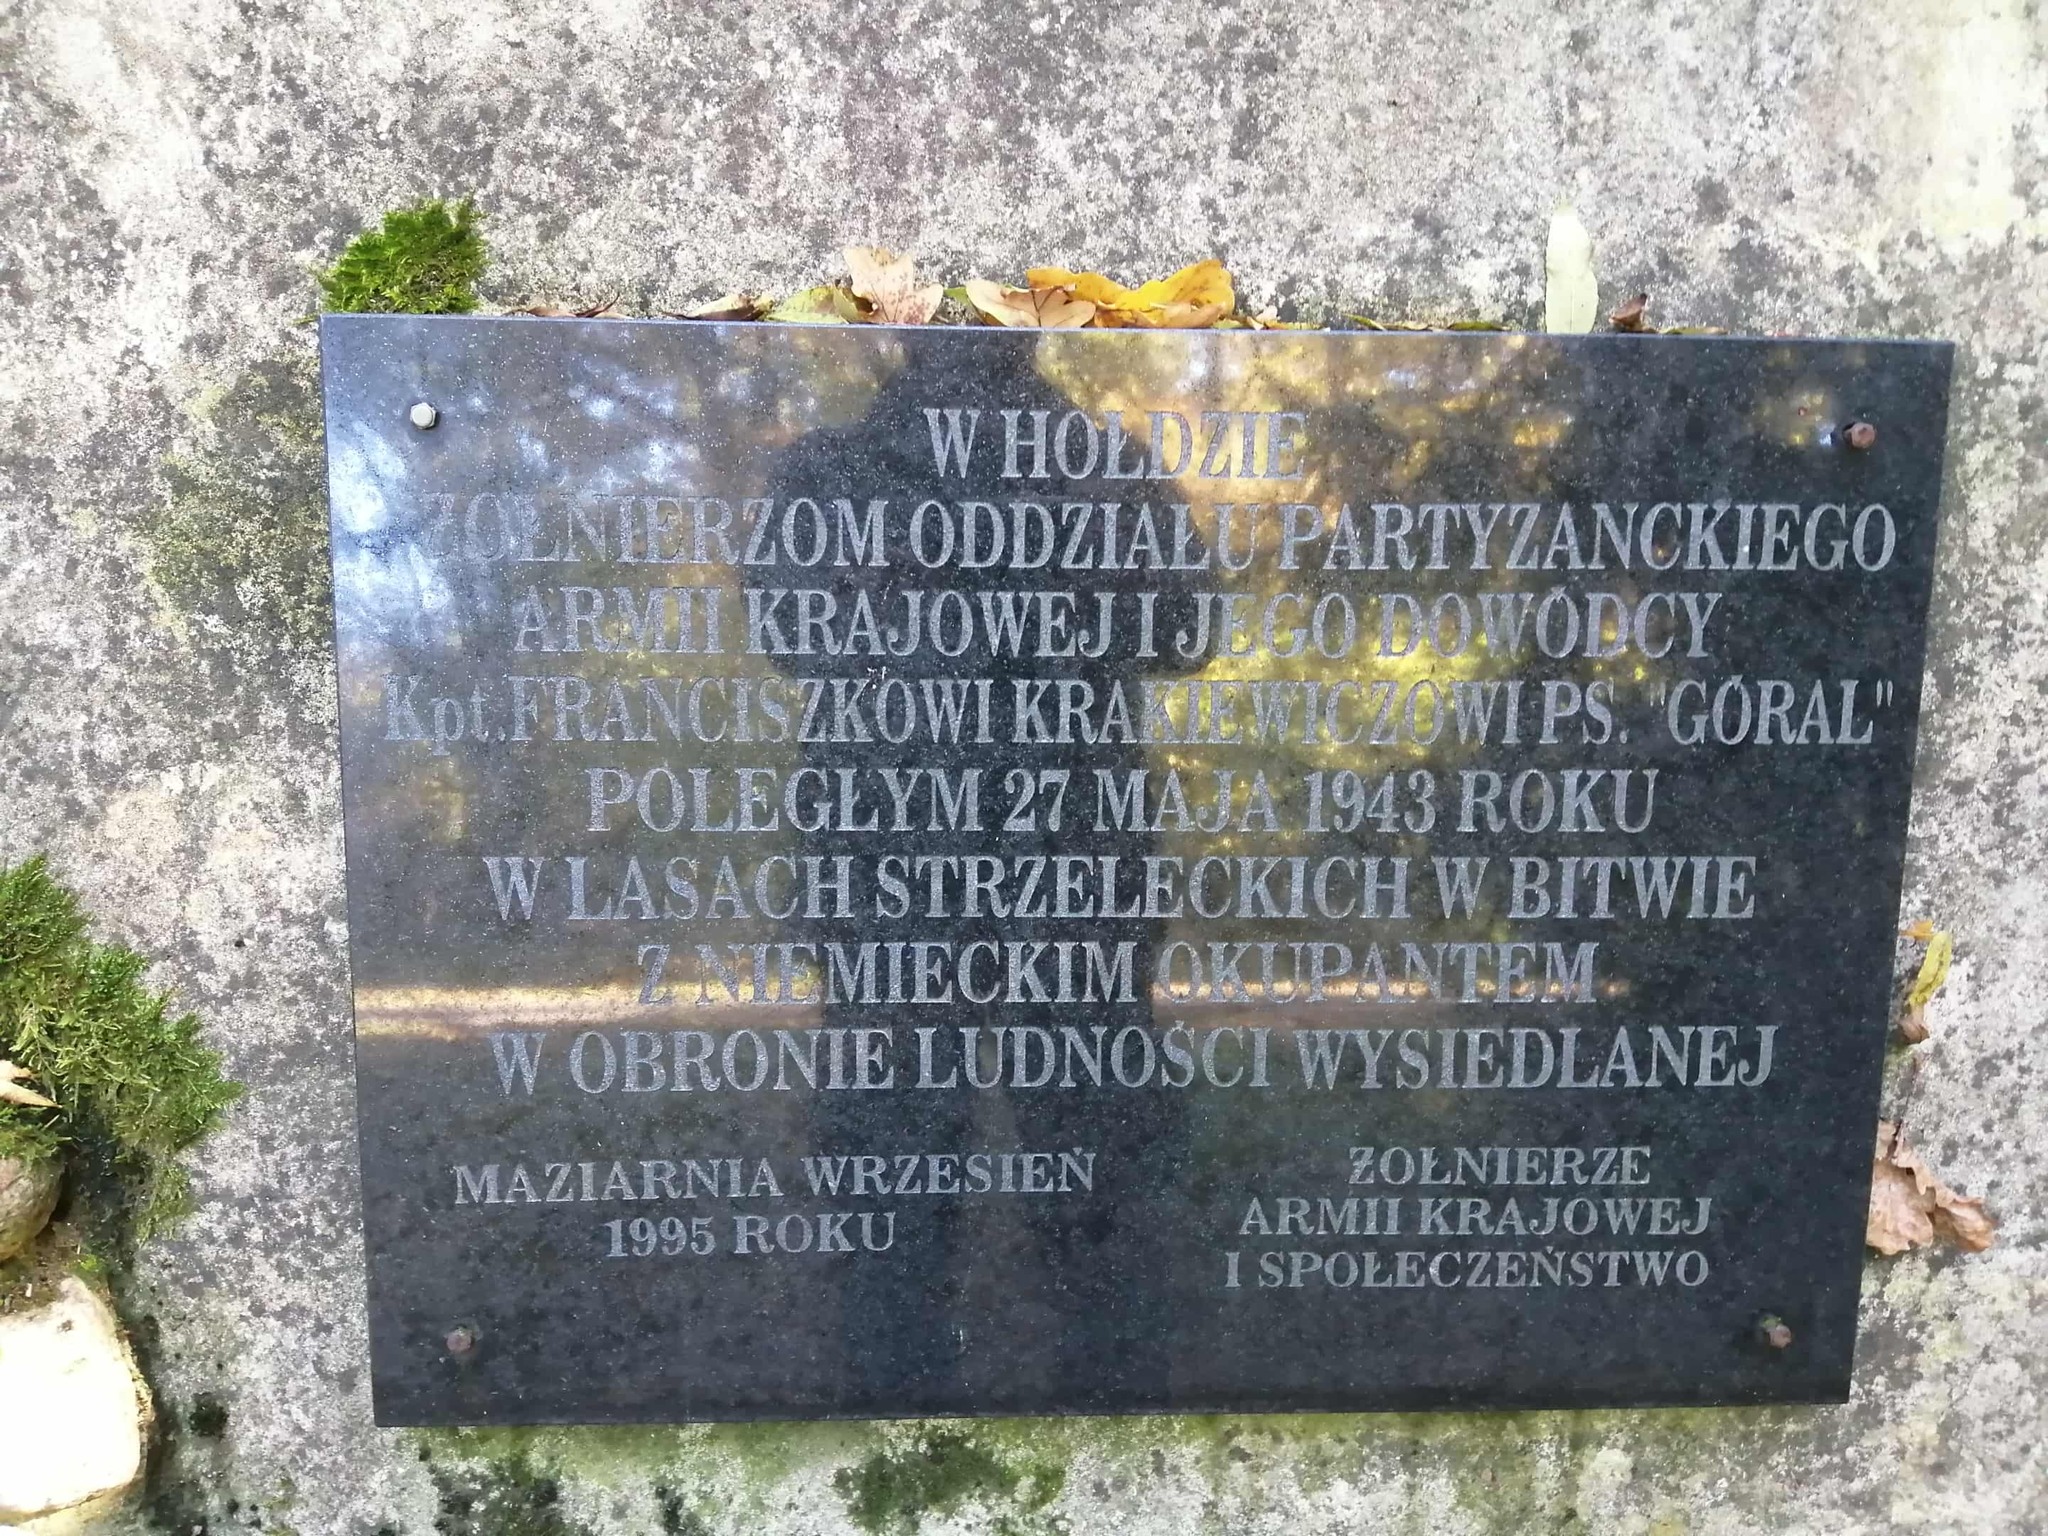 W HOŁDZIE
ŻOŁNIERZOM ODDZIAŁU PARTYZANCKIEGO
ARMII KRAJOWEJ I JEGO DOWÓDCY
Kpt. FRANCISZKOWI KRAKIEWICZOWI PS. "GÓRAL"
POLEGŁYM 27 MAJA 1943 ROKU
W LASACH STRZELECKICH W BITWIE
Z NIEMIECKIM OKUPANTEM
W OBRONIE LUDNOŚCI WYSIEDLANEJ
MAZIARNIA WRZESIEŃ
1995 ROKU
ŻOŁNIERZE
ARMII KRAJOWEJ
I SPOŁECZEŃSTWO